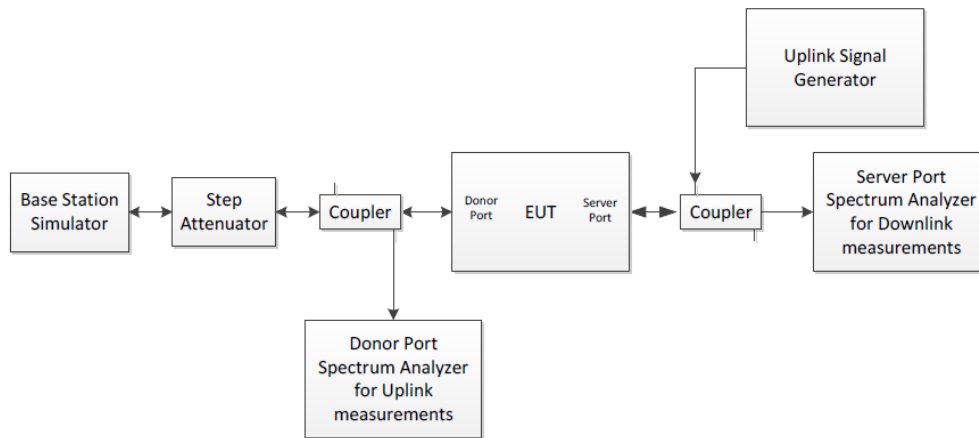 Uplink Signal
Generator
Base Station
Simulator
Step
Attenuator
Coupler
Donor
Port
EUT
Server
Port
Coupler
Server Port
Spectrum Analyzer
for Downlink
measurements
Donor Port
Spectrum Analyzer
for Uplink
measurements